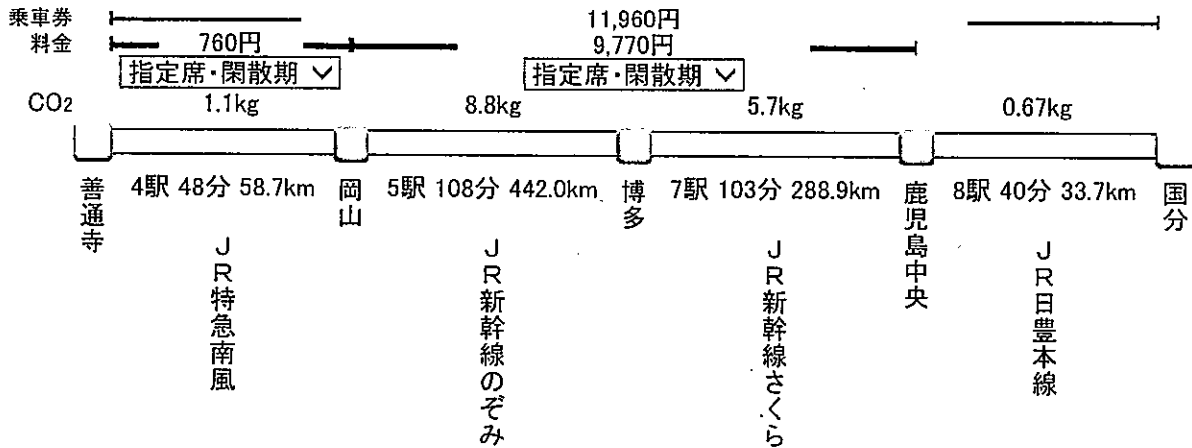 乗車券 11,960円
料金 760円 9,770円
指定席・閑散期 指定席・閑散期
CO2 1.1kg 8.8kg 5.7kg 0.67kg
善通寺 4駅 48分 58.7km 岡山 5駅 108分 442.0km 博多 7駅 103分 288.9km 鹿児島中央 8駅 40分 33.7km 国分
JR特急南風
JR新幹線のぞみ
JR新幹線さくら
JR日豊本線